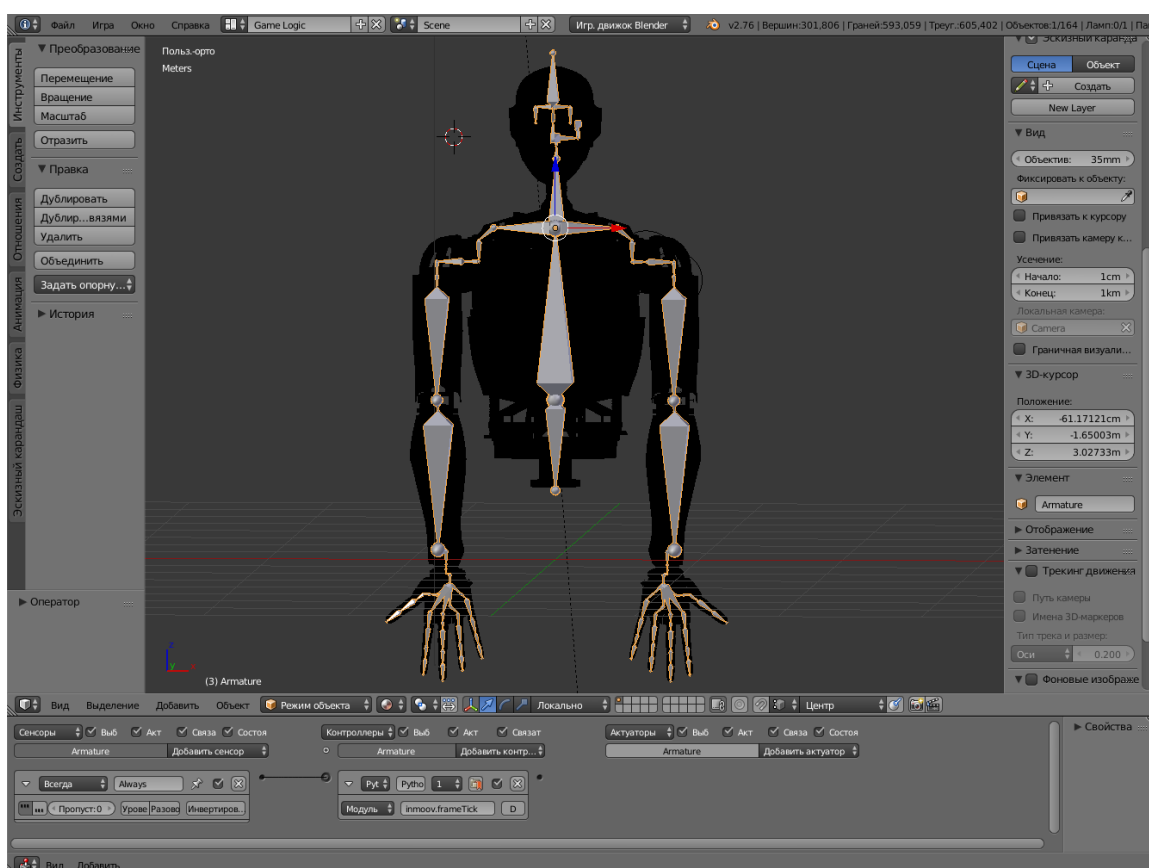 Файл Игра Окно Справка Game Logic Scene Игр. движок Blender v2.76 | Вершин:301,806 | Граней:593,059 | Треуг.:605,402 | Объектов:1/164 | Ламп:0/1 | Па
Инструменты
Создать
Отношения
Анимация
Физика
Эскизный карандаш
Преобразование
Перемещение
Вращение
Масштаб
Отразить
Правка
Дублировать
Дублир...вязями
Удалить
Объединить
Задать опорну...
История
Оператор
Польз.-орто
Meters
z
y
x
(3) Armature
Эскизный каранда
Сцена Объект
Создать
New Layer
Вид
Объектив: 35mm
Фиксировать к объекту:
Привязать к курсору
Привязать камеру к...
Усечение:
Начало: 1cm
Конец: 1km
Локальная камера:
Camera
Граничная визуали...
3D-курсор
Положение:
X: -61.17121cm
Y: -1.65003m
Z: 3.02733m
Элемент
Armature
Отображение
Затенение
Трекинг движения
Путь камеры
Имена 3D-маркеров
Тип трека и размер:
Оси 0.200
Фоновые изображе
Вид Выделение Добавить Объект Режим объекта Локально Центр
Сенсоры Выб Акт Связа Состоя Контроллеры Выб Акт Связат Актуаторы Выб Акт Связа Состоя Свойства
Armature Добавить сенсор Armature Добавить контр... Armature Добавить актуатор
Всегда Always Pyt Pytho 1
Пропуст:0 Урове Разово Инвертиров.. Модуль inmoov.frameTick D
Вид Добавить